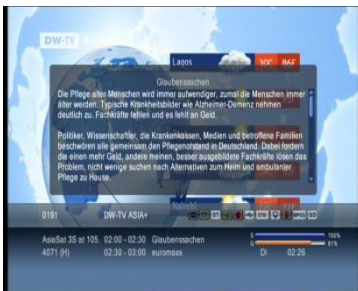 DW-TV
Lagos 30C 86F
Glaubenssachen
Die Pflege alter Menschen wird immer aufwendiger, zumal die Menschen immer
älter werden. Typische Krankheitsbilder wie Alzheimer-Demenz nehmen
deutlich zu. Fachkräfte fehlen und es fehlt an Geld.
Politiker, Wissenschaftler, die Krankenkassen, Medien und betroffene Familien
beschwören alle gemeinsam den Pflegenotstand in Deutschland. Dabei fordern
die einen mehr Geld, andere meinen, besser ausgebildete Fachkräfte lösen das
Problem, nicht wenige suchen nach Alternativen zum Heim und ambulanter
Pflege zu Hause.
Nairobi
0191 DW-TV ASIA+
AsiaSat 3S at 105. 02:00 - 02:30 Glaubenssachen S 100%
4071 (H) 02:30 - 03:00 euromaxx Di 02:26 Q 81%